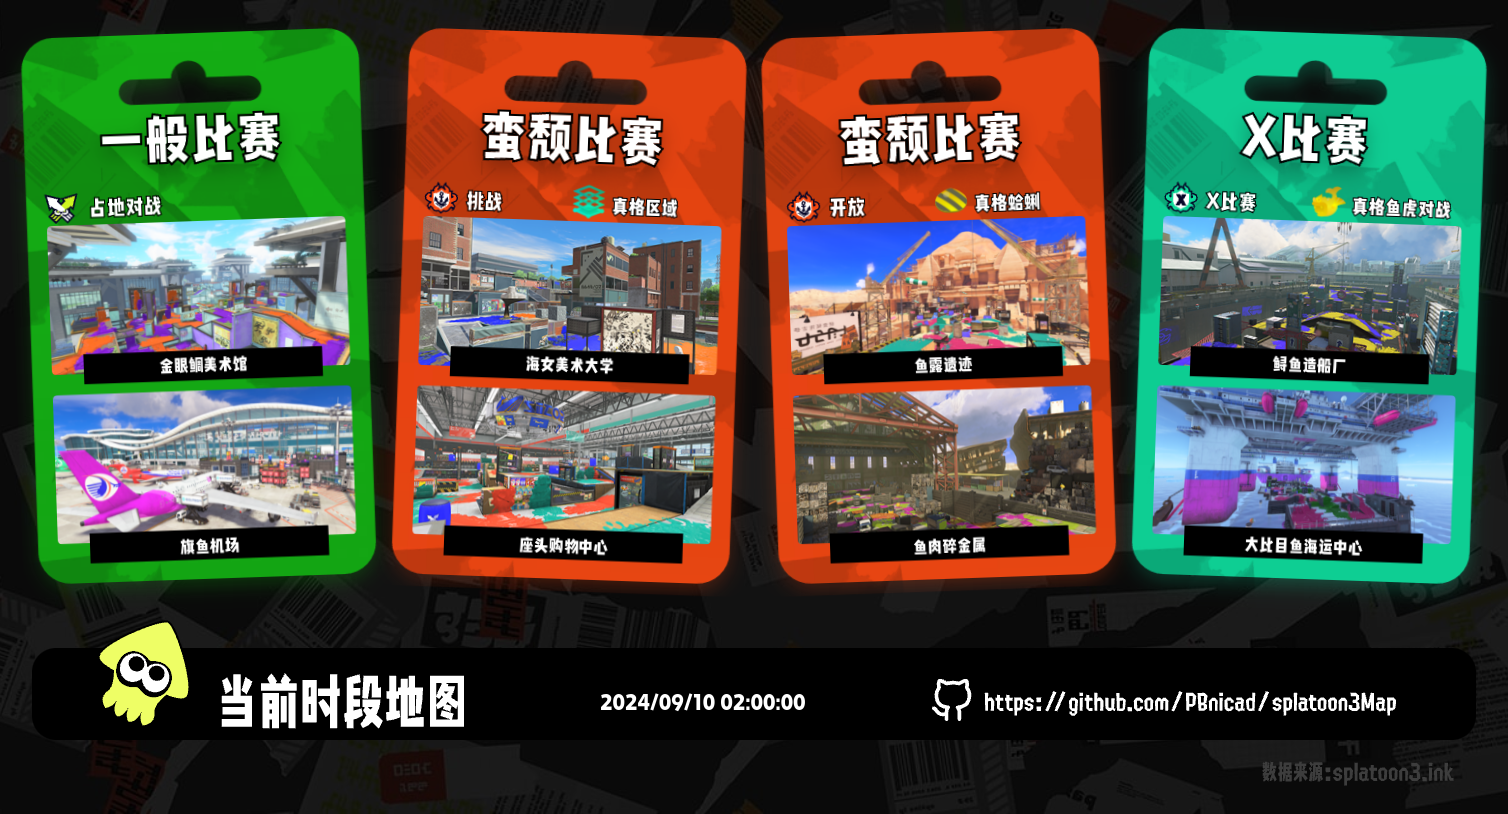 一般比赛
占地对战
金眼鲷美术馆
旗鱼机场
蛮颓比赛
挑战
真格区域
海女美术大学
座头购物中心
蛮颓比赛
开放
真格蛤蜊
鱼露遗迹
鱼肉碎金属
X比赛
X比赛
真格鱼虎对战
鲟鱼造船厂
大比目鱼海运中心
当前时段地图
2024/09/10 02:00:00
https://github.com/PBnicad/splatoon3Map
数据来源:splatoon3.ink